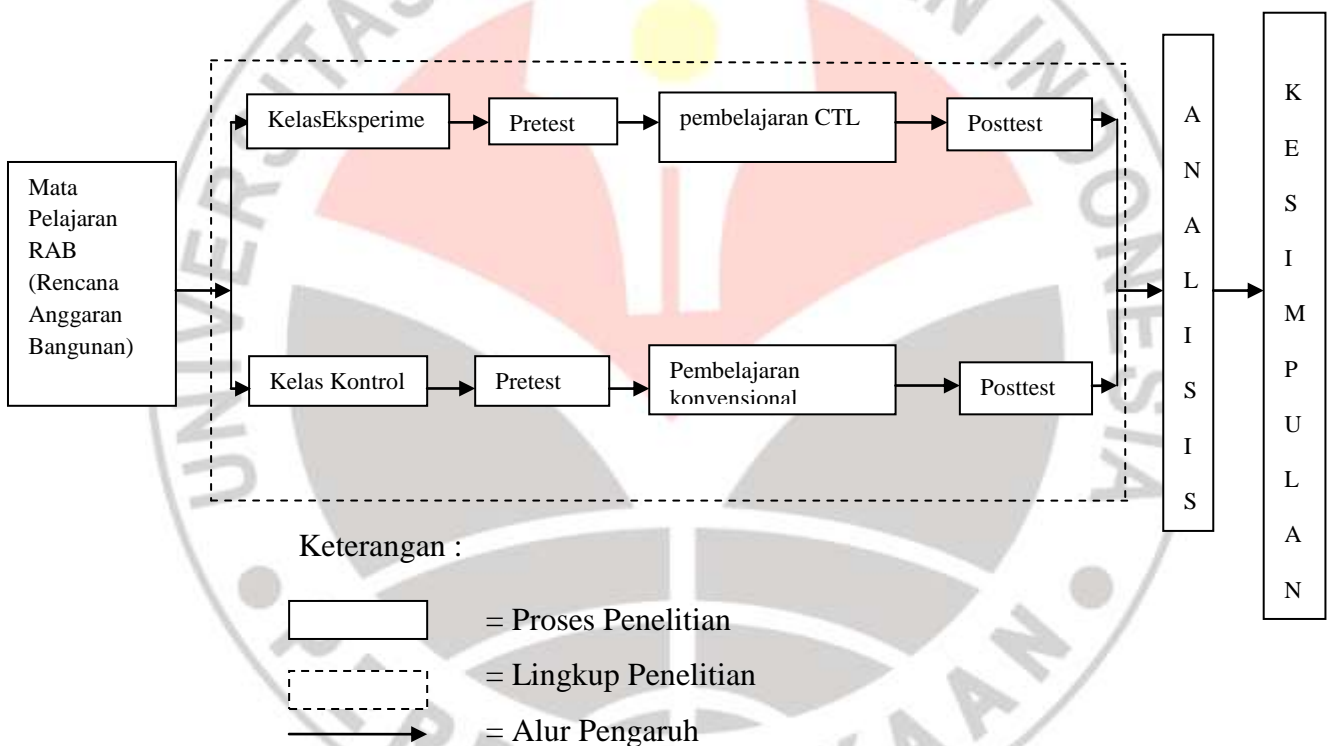 Mata
Pelajaran
RAB
(Rencana
Anggaran
Bangunan)
KelasEksperime
Pretest
pembelajaran CTL
Posttest
Kelas Kontrol
Pretest
Pembelajaran
konvensional
Posttest
A
N
A
L
I
S
I
S
K
E
S
I
M
P
U
L
A
N
Keterangan :
= Proses Penelitian
= Lingkup Penelitian
= Alur Pengaruh